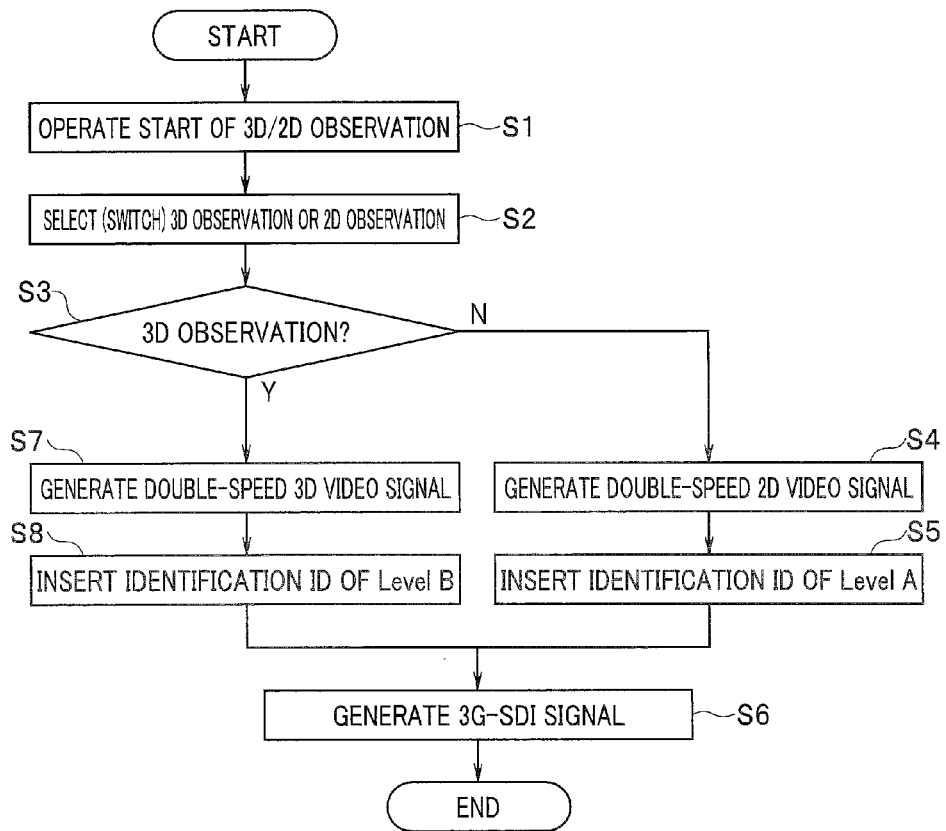 START
OPERATE START OF 3D/2D OBSERVATION
S1
SELECT (SWITCH) 3D OBSERVATION OR 2D OBSERVATION
S2
S3
3D OBSERVATION?
N
Y
S7
GENERATE DOUBLE-SPEED 3D VIDEO SIGNAL
S4
GENERATE DOUBLE-SPEED 2D VIDEO SIGNAL
S8
INSERT IDENTIFICATION ID OF Level B
S5
INSERT IDENTIFICATION ID OF Level A
GENERATE 3G-SDI SIGNAL
S6
END